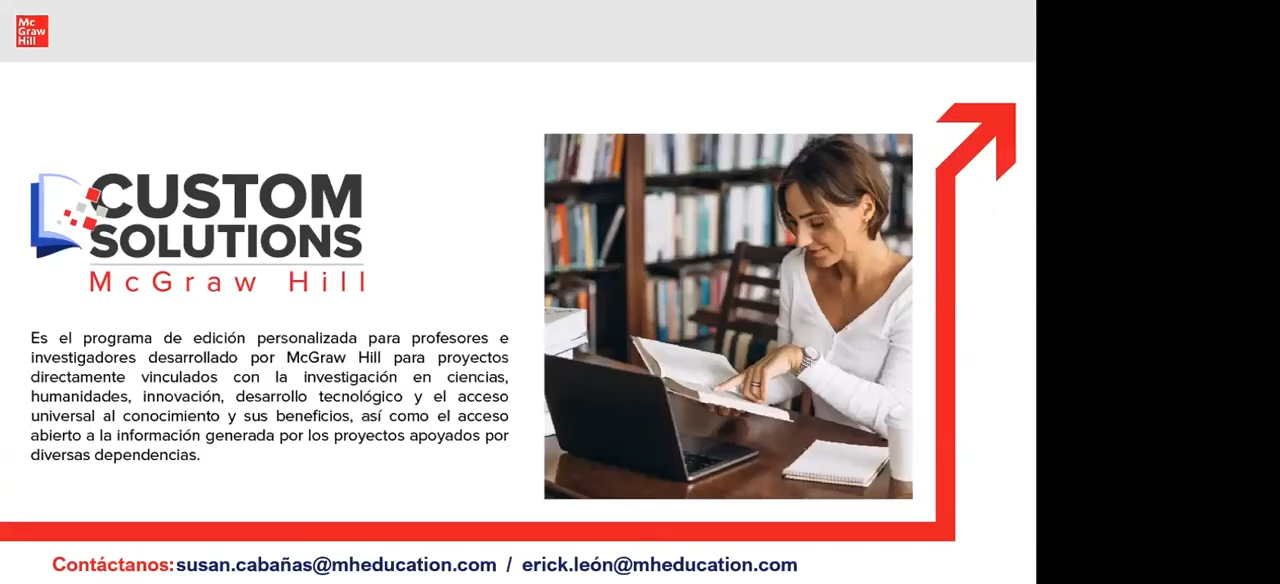 Mc
Graw
Hill
CUSTOM
SOLUTIONS
McGraw Hill
Es el programa de edición personalizada para profesores e
investigadores desarrollado por McGraw Hill para proyectos
directamente vinculados con la investigación en ciencias,
humanidades, innovación, desarrollo tecnológico y el acceso
universal al conocimiento y sus beneficios, así como el acceso
abierto a la información generada por los proyectos apoyados por
diversas dependencias.
Contáctanos: susan.cabañas@mheducation.com / erick.león@mheducation.com